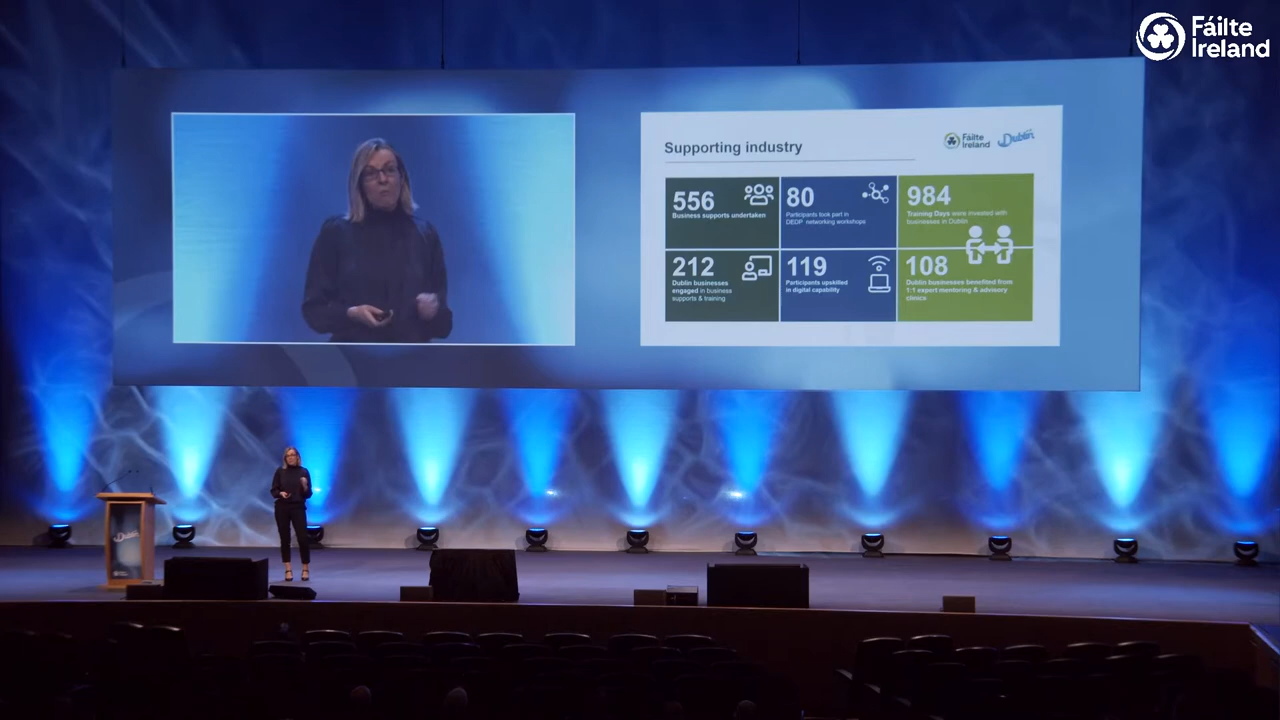 Fáilte
Ireland
Supporting industry
Fáilte
Ireland
Dublin
556
Business supports undertaken
80
Participants took part in
DEDP networking workshops
984
Training Days were invested with
businesses in Dublin
212
Dublin businesses
engaged in business
supports & training
119
Participants upskilled
in digital capability
108
Dublin businesses benefited from
1:1 expert mentoring & advisory
clinics
Dublin